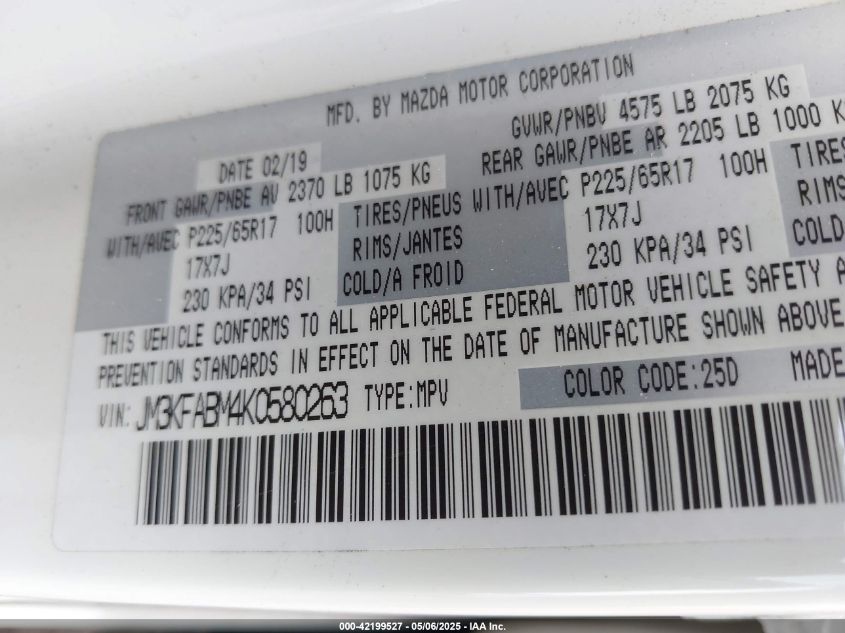 MFD. BY MAZDA MOTOR CORPORATION
DATE 02/19 GVWR/PNBV 4575 LB 2075 KG
FRONT GAWR/PNBE AV 2370 LB 1075 KG REAR GAWR/PNBE AR 2205 LB 1000 K
WITH/AVEC P225/65R17 100H TIRES/PNEUS WITH/AVEC P225/65R17 100H TIRES
17X7J RIMS/JANTES 17X7J RIMS
230 KPA/34 PSI COLD/A FROID 230 KPA/34 PSI COLD
THIS VEHICLE CONFORMS TO ALL APPLICABLE FEDERAL MOTOR VEHICLE SAFETY A
PREVENTION STANDARDS IN EFFECT ON THE DATE OF MANUFACTURE SHOWN ABOVE
VIN: JM3KFABM4K0580263 TYPE:MPV COLOR CODE:25D MADE
000-42199527 - 05/06/2025 - IAA Inc.